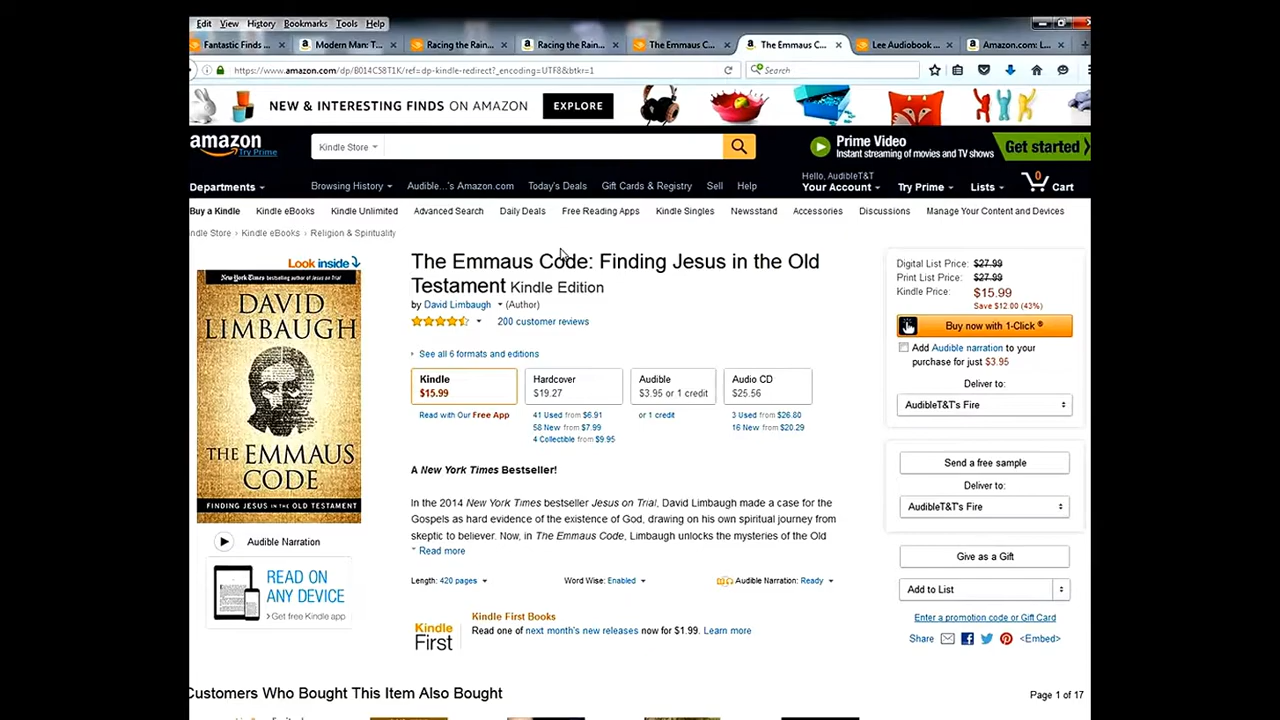 Edit View History Bookmarks Tools Help
Fantastic Finds ... Modern Man: T... Racing the Rain... Racing the Rain... The Emmaus C... The Emmaus C... Lee Audiobook ... Amazon.com: L...
https://www.amazon.com/dp/B014C58T1K/ref=dp-kindle-redirect?_encoding=UTF8&btkr=1 Search
NEW & INTERESTING FINDS ON AMAZON EXPLORE
amazon Try Prime Kindle Store Prime Video Instant streaming of movies and TV shows Get started
Hello, AudibleT&T
Departments Browsing History Audible...'s Amazon.com Today's Deals Gift Cards & Registry Sell Help Your Account Try Prime Lists 0 Cart
Buy a Kindle Kindle eBooks Kindle Unlimited Advanced Search Daily Deals Free Reading Apps Kindle Singles Newsstand Accessories Discussions Manage Your Content and Devices
ndle Store › Kindle eBooks › Religion & Spirituality
Look inside
New York Times bestselling author of Jesus on Trial
DAVID
LIMBAUGH
THE EMMAUS
CODE
FINDING JESUS IN THE OLD TESTAMENT
Audible Narration
READ ON
ANY DEVICE
› Get free Kindle app
The Emmaus Code: Finding Jesus in the Old
Testament Kindle Edition
by David Limbaugh (Author)
200 customer reviews
See all 6 formats and editions
Kindle
$15.99
Read with Our Free App
Hardcover
$19.27
41 Used from $6.91
58 New from $7.99
4 Collectible from $9.95
Audible
$3.95 or 1 credit
or 1 credit
Audio CD
$25.56
3 Used from $26.80
16 New from $20.29
A New York Times Bestseller!
In the 2014 New York Times bestseller Jesus on Trial, David Limbaugh made a case for the
Gospels as hard evidence of the existence of God, drawing on his own spiritual journey from
skeptic to believer. Now, in The Emmaus Code, Limbaugh unlocks the mysteries of the Old
Read more
Length: 420 pages Word Wise: Enabled Audible Narration: Ready
Kindle First
Kindle First Books
Read one of next month's new releases now for $1.99. Learn more
Digital List Price: $27.99
Print List Price: $27.99
Kindle Price: $15.99
Save $12.00 (43%)
Buy now with 1-Click ®
Add Audible narration to your
purchase for just $3.95
Deliver to:
AudibleT&T's Fire
Send a free sample
Deliver to:
AudibleT&T's Fire
Give as a Gift
Add to List
Enter a promotion code or Gift Card
Share <Embed>
Customers Who Bought This Item Also Bought Page 1 of 17